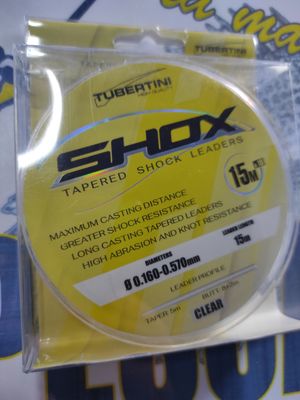 TUBERTINI
TUBERTINI
SHOX
TAPERED SHOCK LEADERS
15M
MAXIMUM CASTING DISTANCE
GREATER SHOCK RESISTANCE
LONG CASTING TAPERED LEADERS
HIGH ABRASION AND KNOT RESISTANCE
DIAMETERS
Ø 0.160-0.570mm
LEADER LENGTH
15m
LEADER PROFILE
TAPER 5m
BUTT
CLEAR